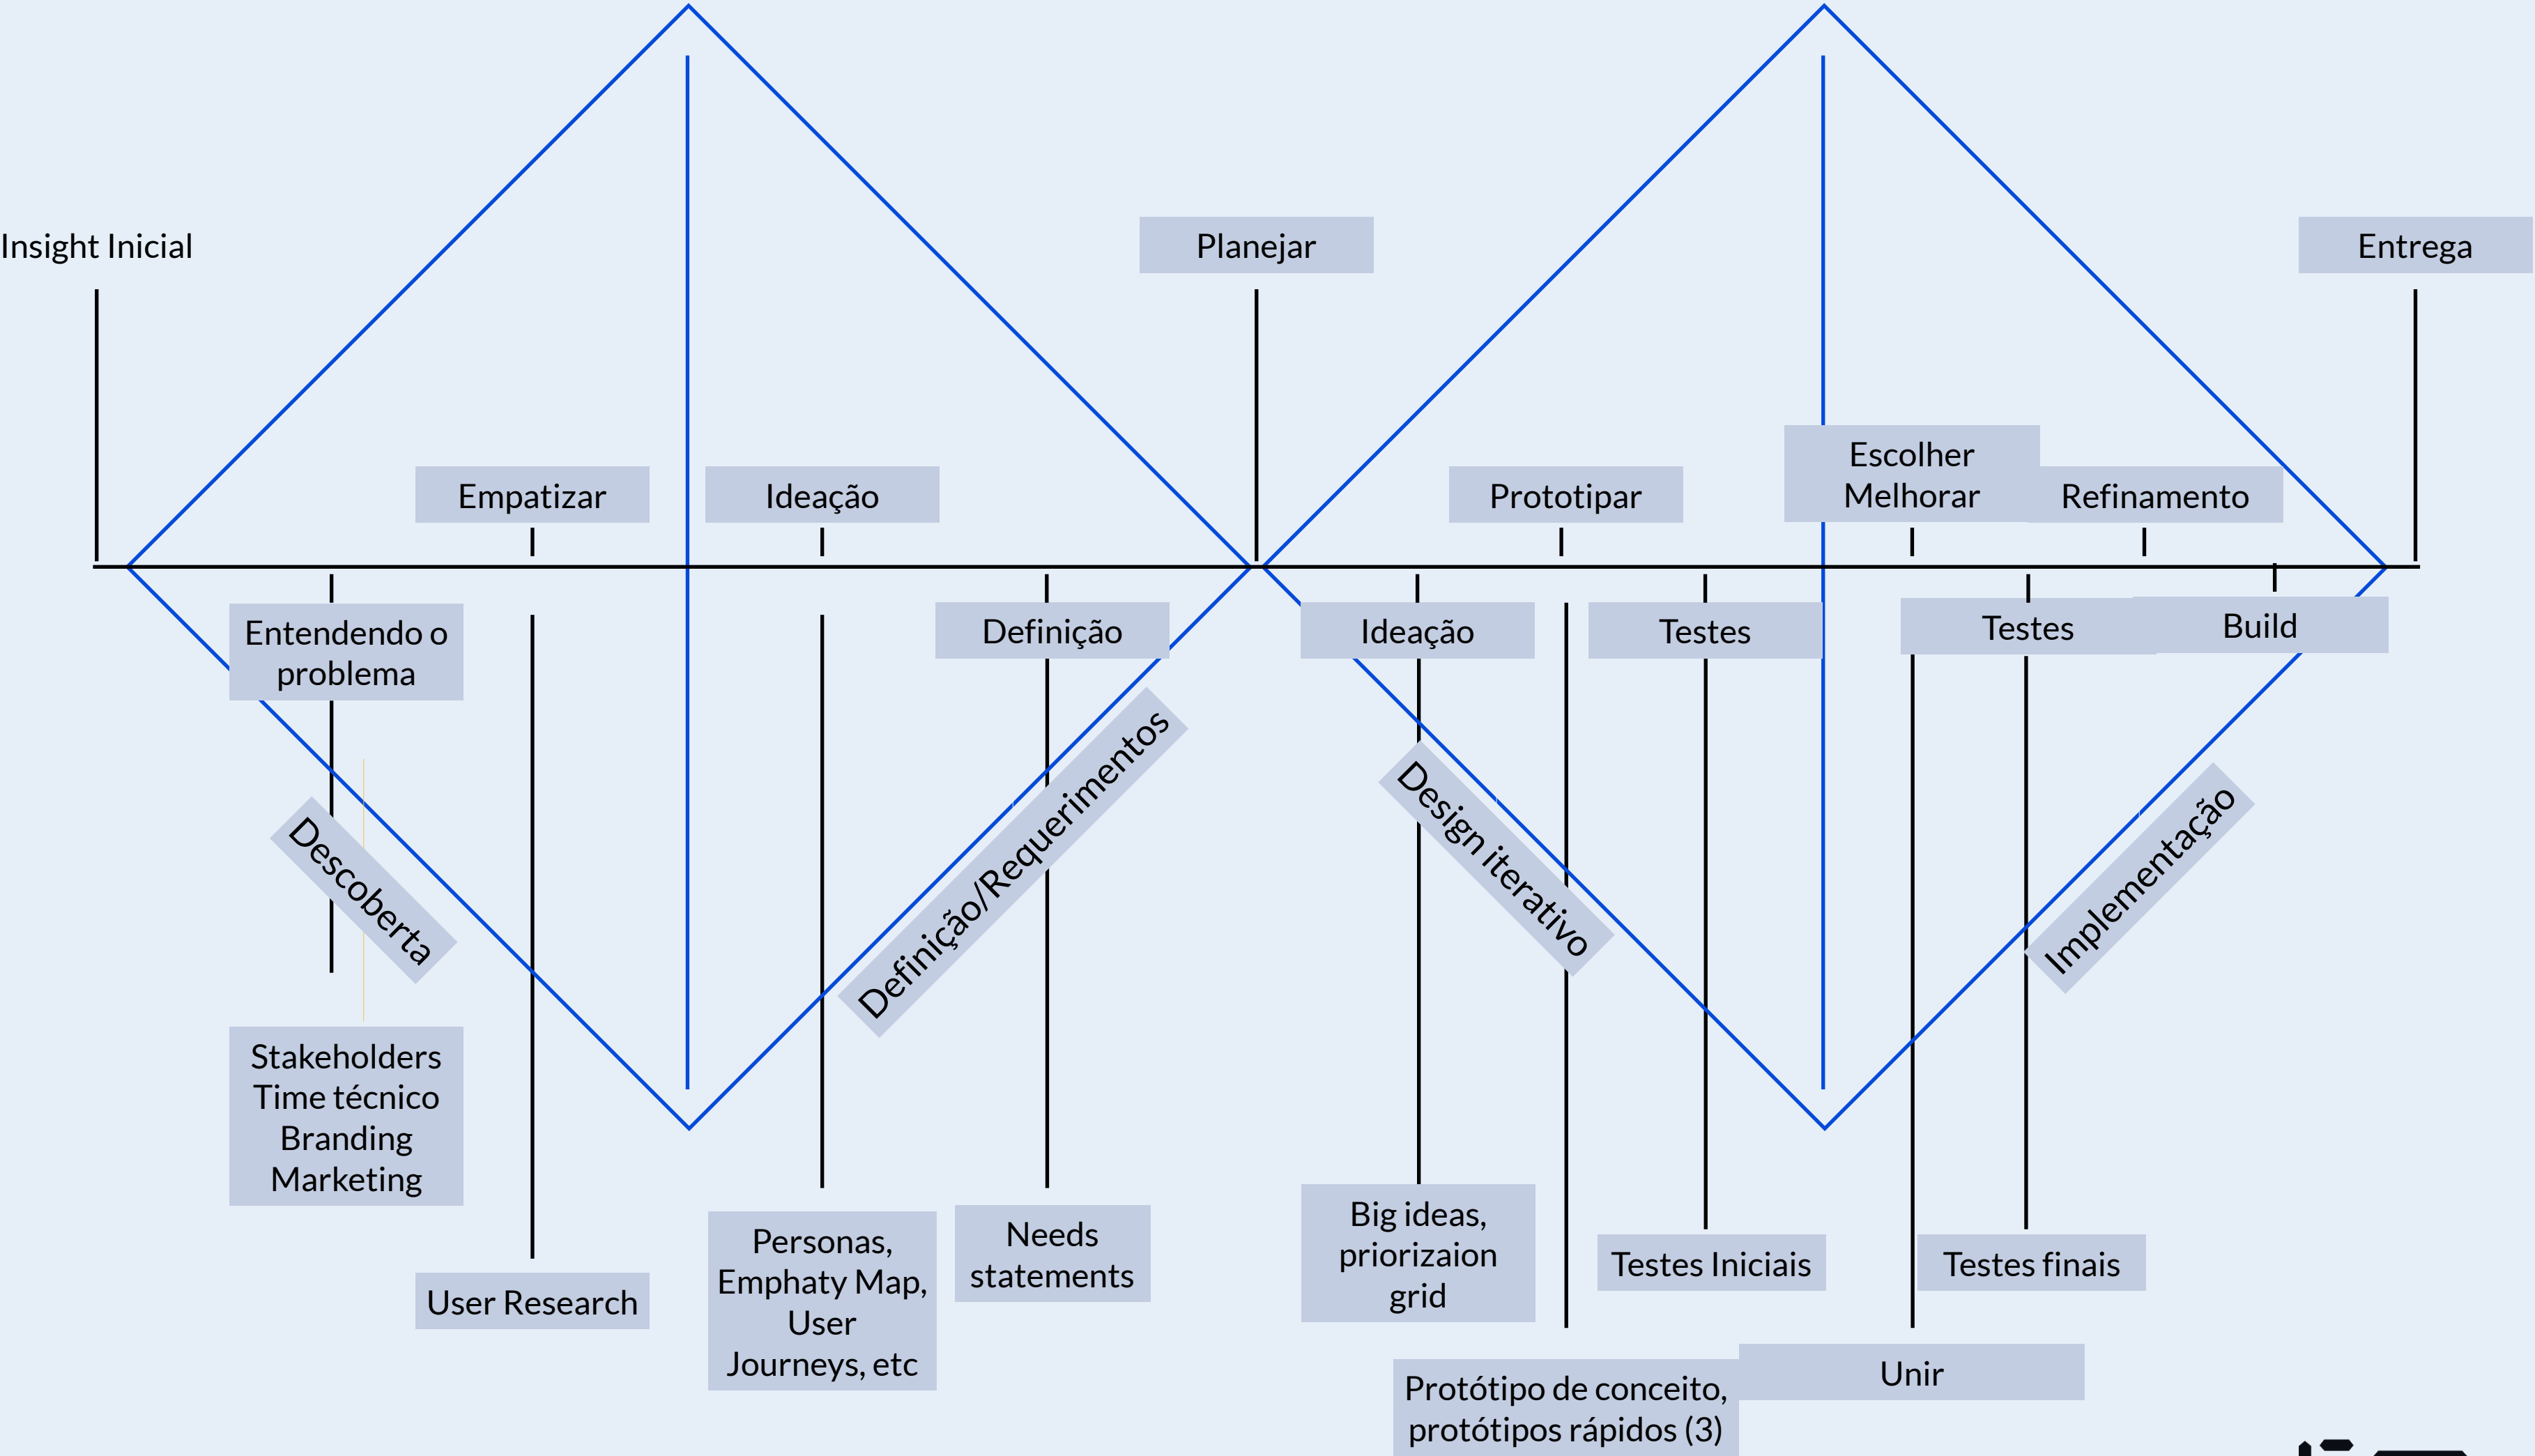 Insight Inicial
Planejar
Entrega
Empatizar
Ideação
Prototipar
Escolher
Melhorar
Refinamento
Entendendo o
problema
Definição
Ideação
Testes
Testes
Build
Descoberta
Definição/Requerimentos
Design iterativo
Implementação
Stakeholders
Time técnico
Branding
Marketing
User Research
Personas,
Emphaty Map,
User
Journeys, etc
Needs
statements
Big ideas,
priorizaion
grid
Testes Iniciais
Testes finais
Protótipo de conceito,
protótipos rápidos (3)
Unir